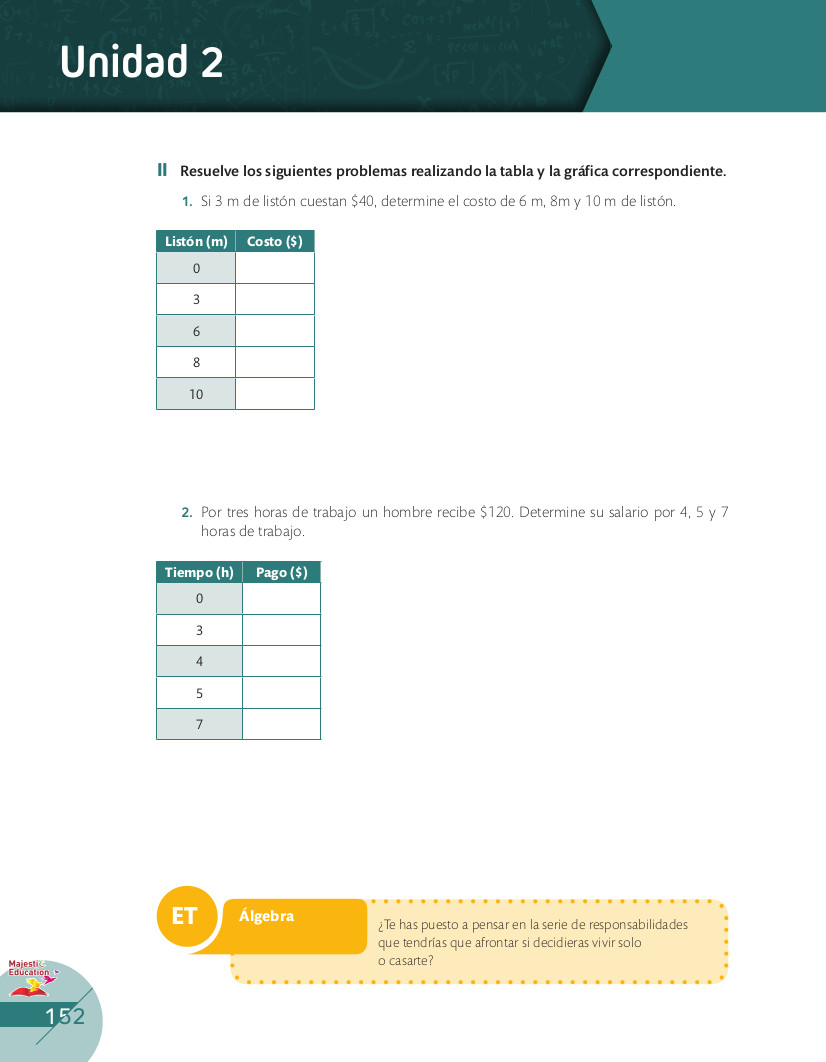 Unidad 2
II Resuelve los siguientes problemas realizando la tabla y la gráfica correspondiente.
1. Si 3 m de listón cuestan $40, determine el costo de 6 m, 8m y 10 m de listón.
Listón (m) Costo ($)
0
3
6
8
10
2. Por tres horas de trabajo un hombre recibe $120. Determine su salario por 4, 5 y 7
horas de trabajo.
Tiempo (h) Pago ($)
0
3
4
5
7
ET
Álgebra
¿Te has puesto a pensar en la serie de responsabilidades
que tendrías que afrontar si decidieras vivir solo
o casarte?
Majestic
Education
152